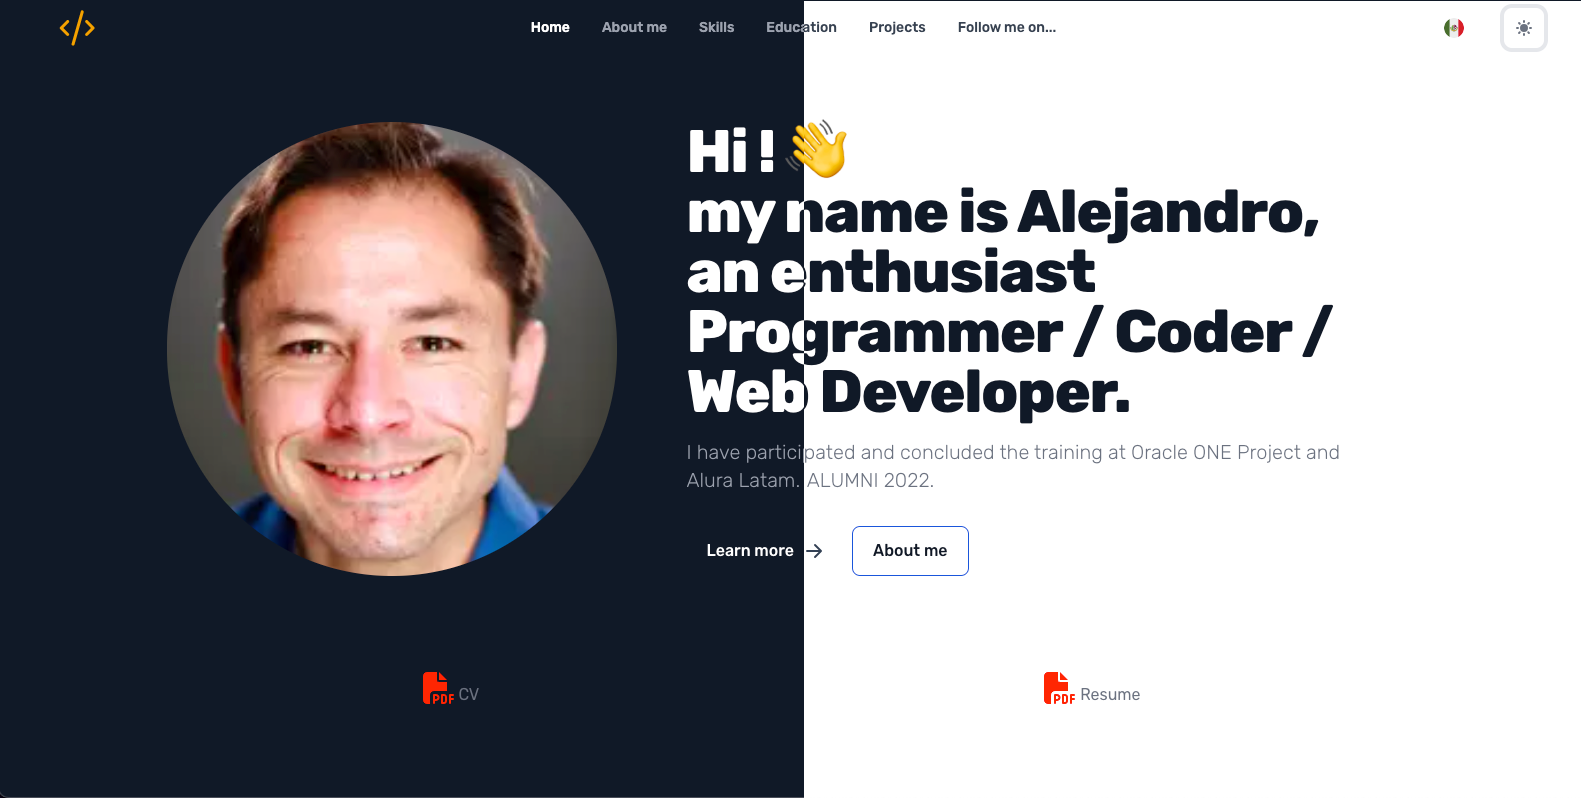 </>
Home About me Skills Education Projects Follow me on...
Hi ! 👋
my name is Alejandro,
an enthusiast
Programmer / Coder /
Web Developer.
I have participated and concluded the training at Oracle ONE Project and
Alura Latam. ALUMNI 2022.
Learn more → About me
PDF CV
PDF Resume